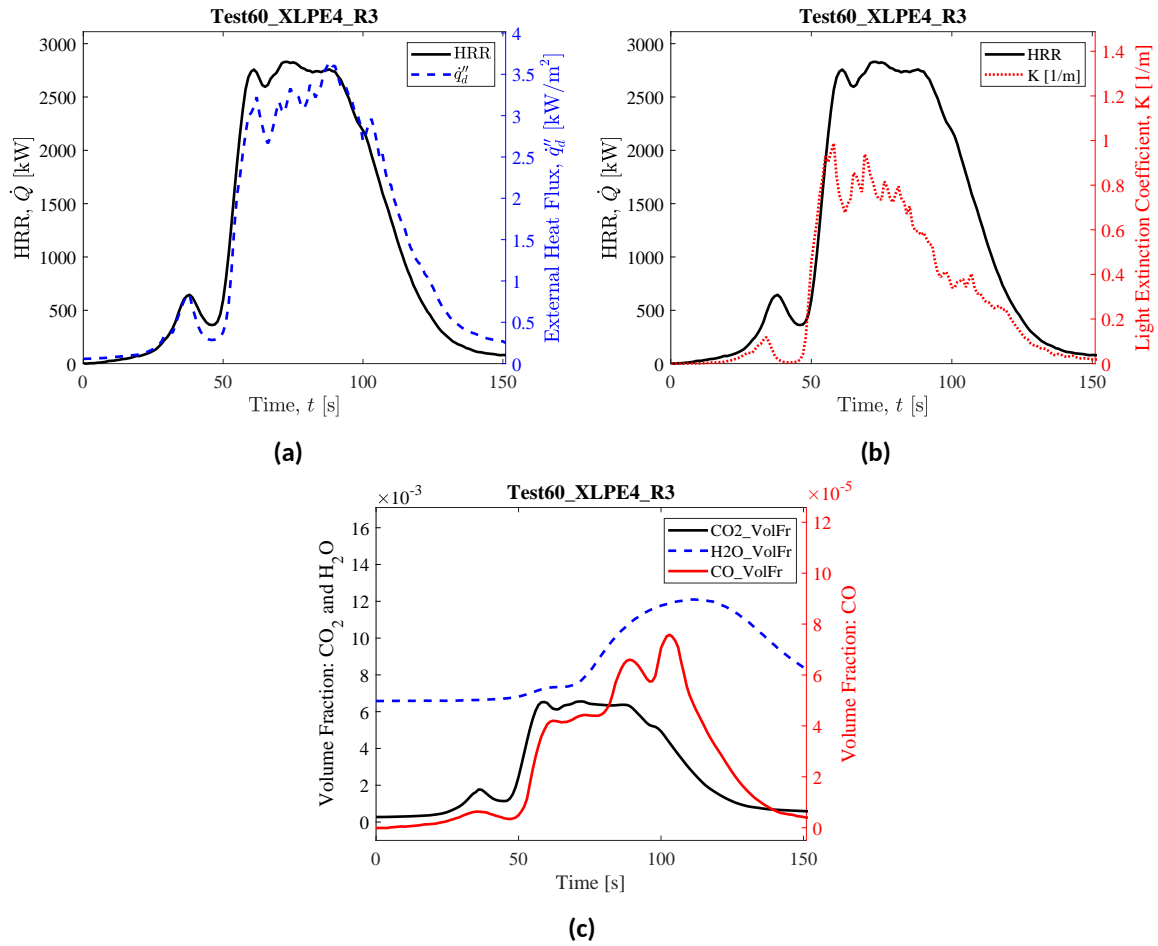 Test60_XLPE4_R3
HRR
q̇″d
HRR, Q̇ [kW]
3000
2500
2000
1500
1000
500
0
External Heat Flux, q̇″d [kW/m²]
4
3.5
3
2.5
2
1.5
1
0.5
0
0 50 100 150
Time, t [s]
(a)
Test60_XLPE4_R3
HRR
K [1/m]
HRR, Q̇ [kW]
3000
2500
2000
1500
1000
500
0
Light Extinction Coefficient, K [1/m]
1.4
1.2
1
0.8
0.6
0.4
0.2
0
0 50 100 150
Time, t [s]
(b)
Test60_XLPE4_R3
×10⁻³
×10⁻⁵
CO2_VolFr
H2O_VolFr
CO_VolFr
Volume Fraction: CO₂ and H₂O
16
14
12
10
8
6
4
2
0
Volume Fraction: CO
12
10
8
6
4
2
0
0 50 100 150
Time [s]
(c)